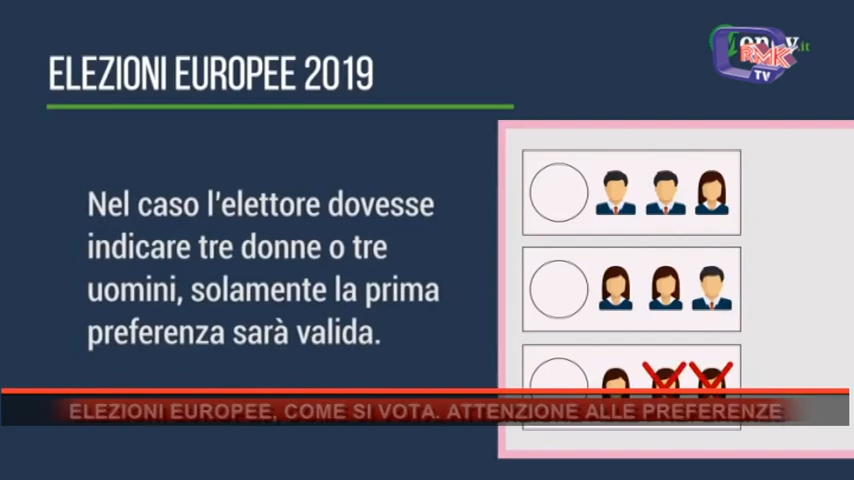 ELEZIONI EUROPEE 2019
RMK
TV
.it
Nel caso l'elettore dovesse
indicare tre donne o tre
uomini, solamente la prima
preferenza sarà valida.
ELEZIONI EUROPEE, COME SI VOTA. ATTENZIONE ALLE PREFERENZE